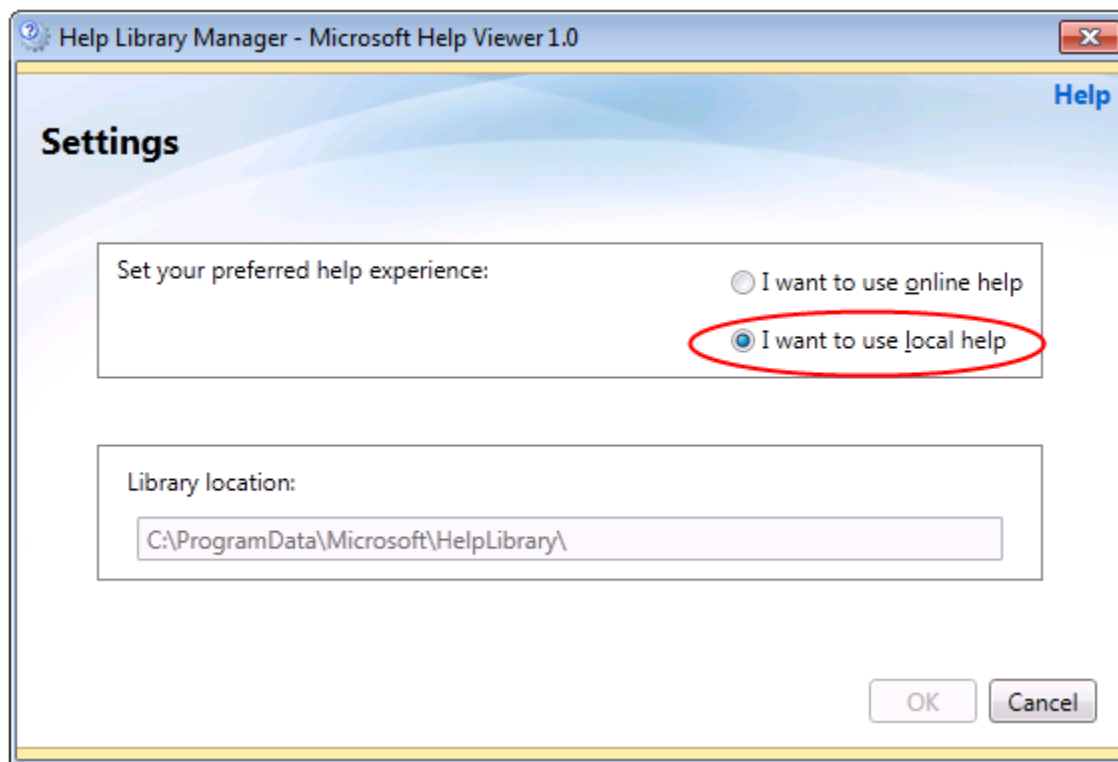 Help Library Manager - Microsoft Help Viewer 1.0
Help
Settings
Set your preferred help experience:
I want to use online help
I want to use local help
Library location:
C:\ProgramData\Microsoft\HelpLibrary\
OK
Cancel